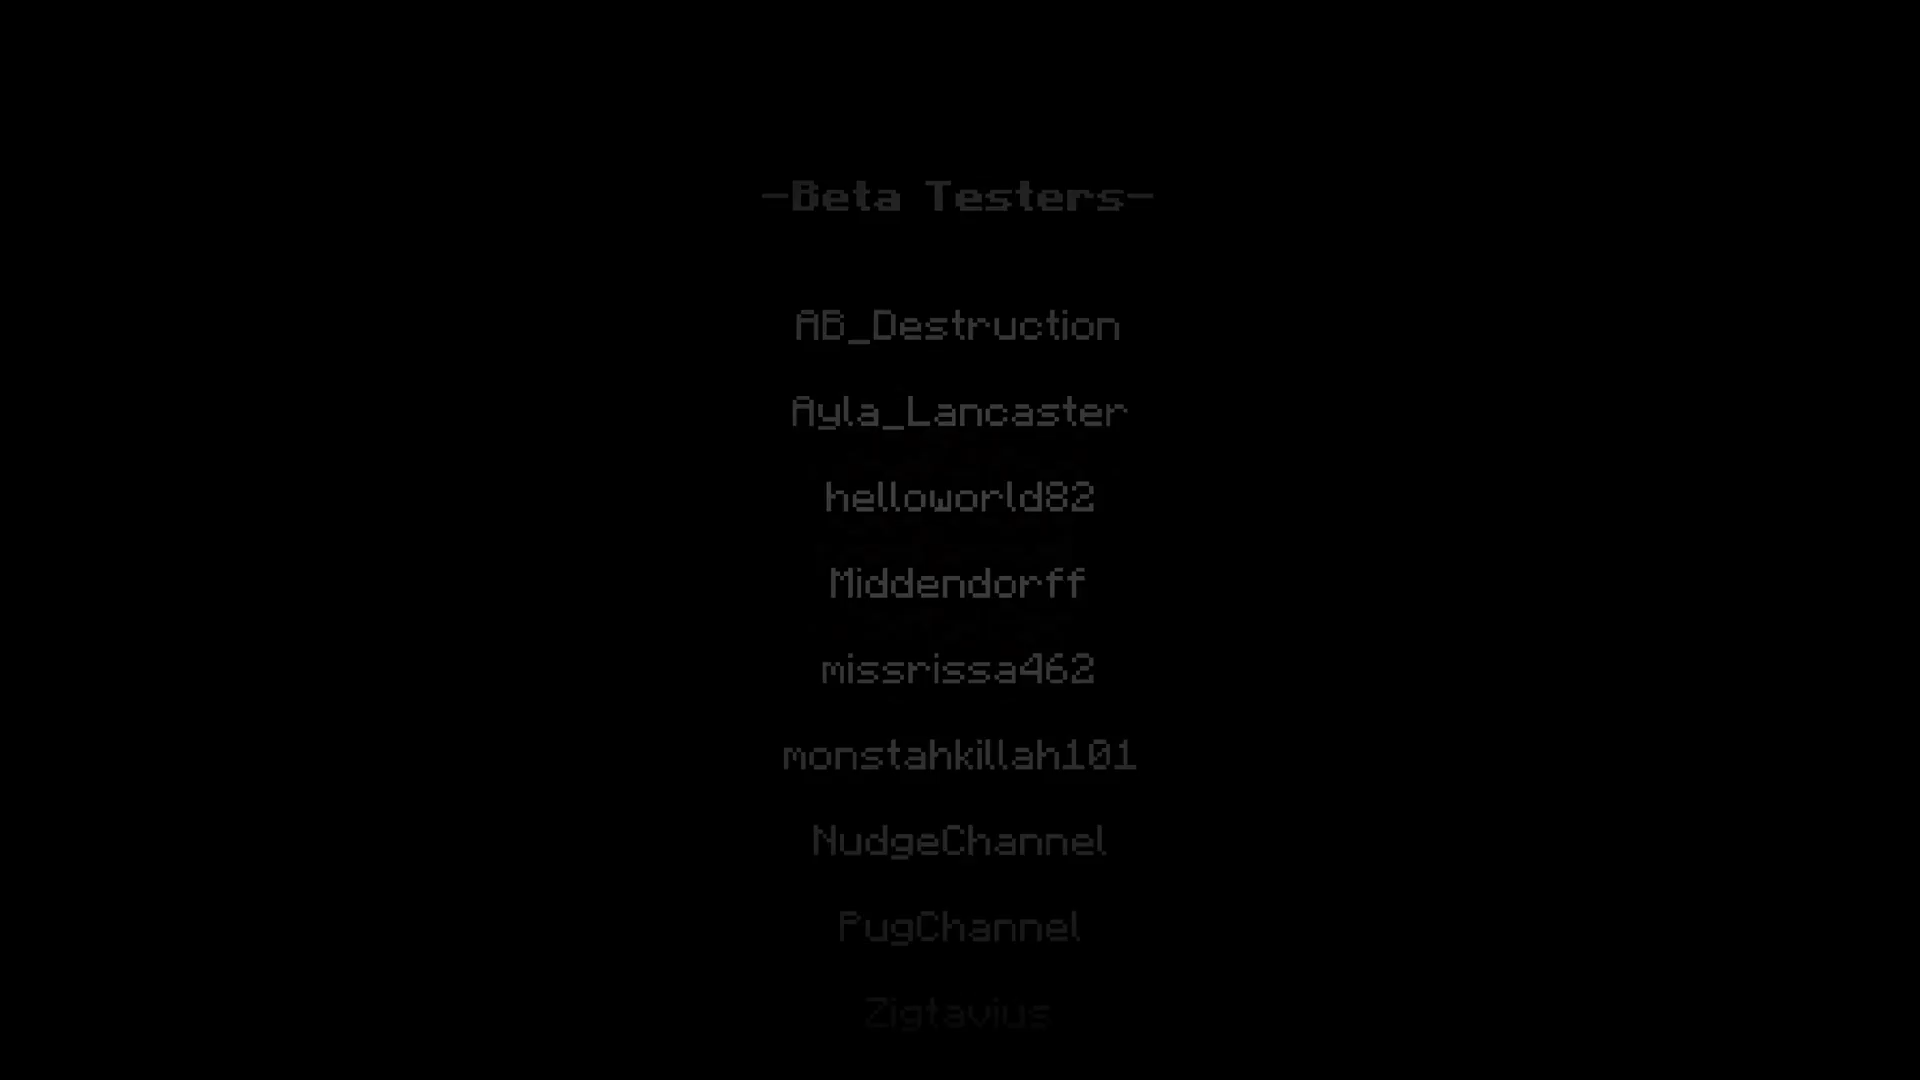 -Beta Testers-
AB_Destruction
Ayla_Lancaster
helloworld82
Middendorff
missrissa462
monstahkillah101
NudgeChannel
PugChannel
Zigtavius